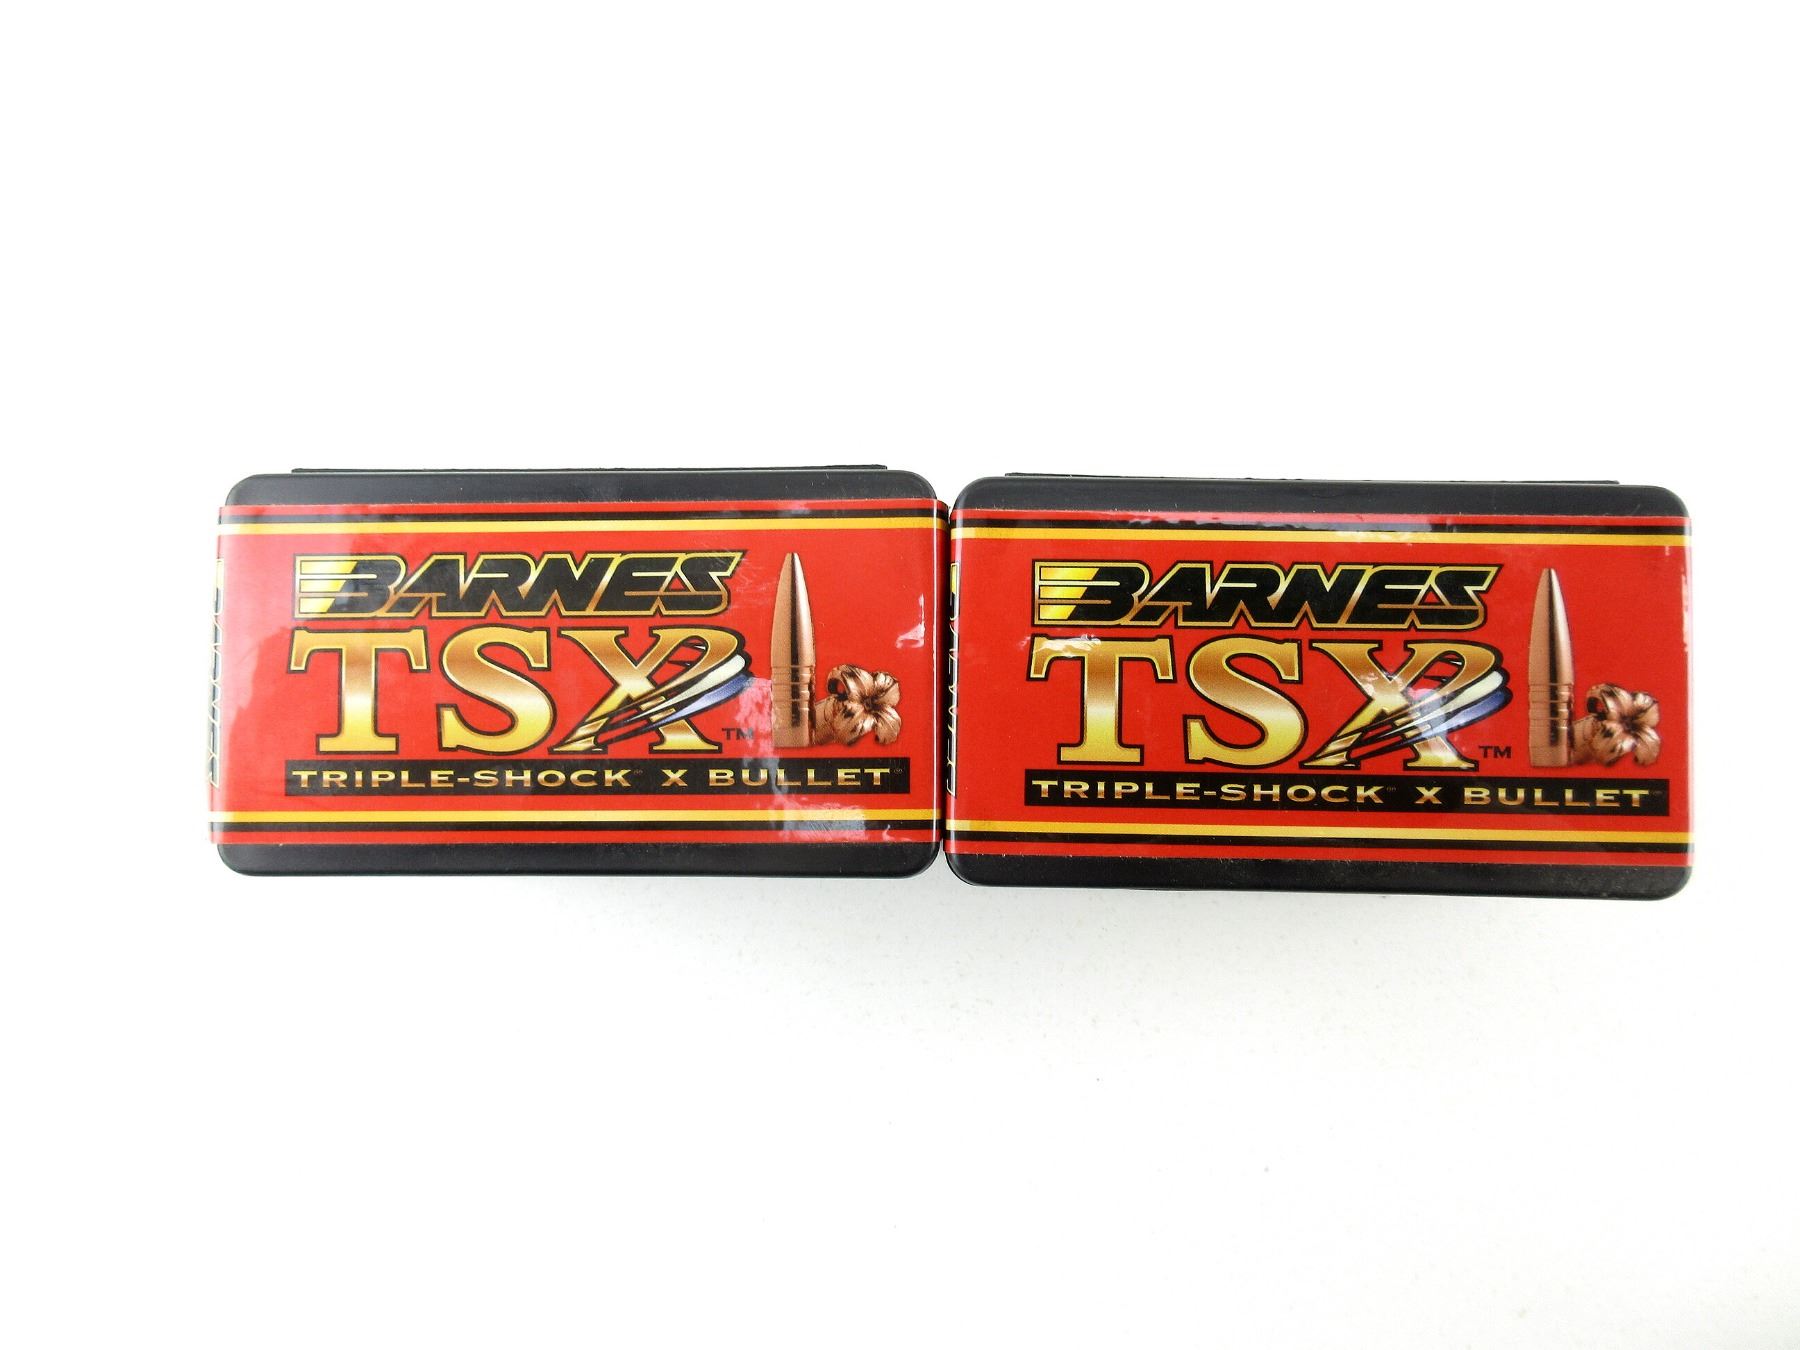 BARNES
TSX™
TRIPLE-SHOCK X BULLET
BARNES
TSX™
TRIPLE-SHOCK X BULLET